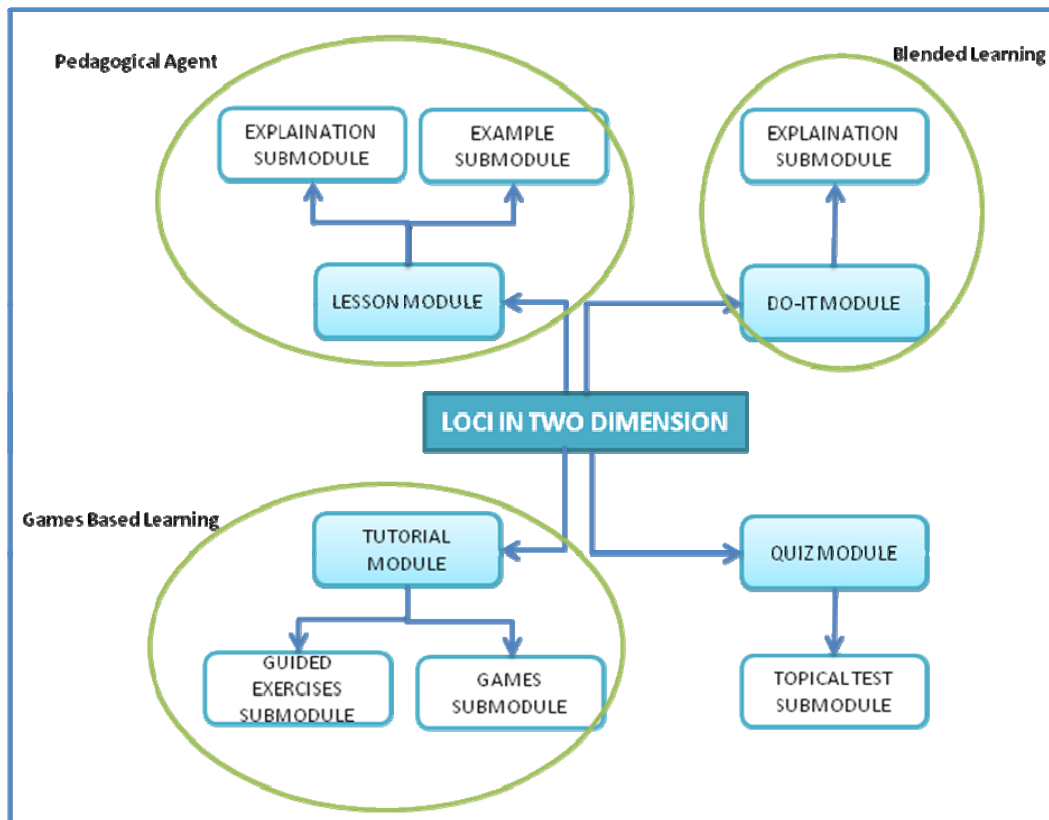 Pedagogical Agent
Blended Learning
EXPLAINATION
SUBMODULE
EXAMPLE
SUBMODULE
EXPLAINATION
SUBMODULE
LESSON MODULE
DO-IT MODULE
LOCI IN TWO DIMENSION
Games Based Learning
TUTORIAL
MODULE
QUIZ MODULE
GUIDED
EXERCISES
SUBMODULE
GAMES
SUBMODULE
TOPICAL TEST
SUBMODULE